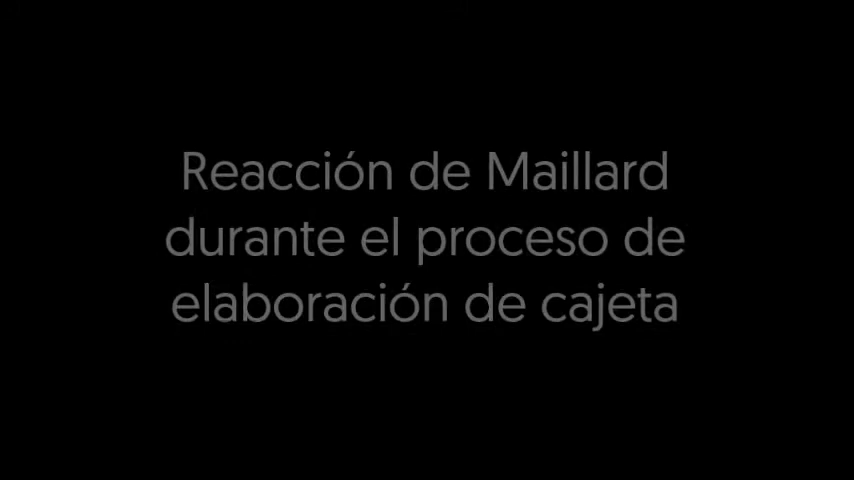 Reacción de Maillard
durante el proceso de
elaboración de cajeta